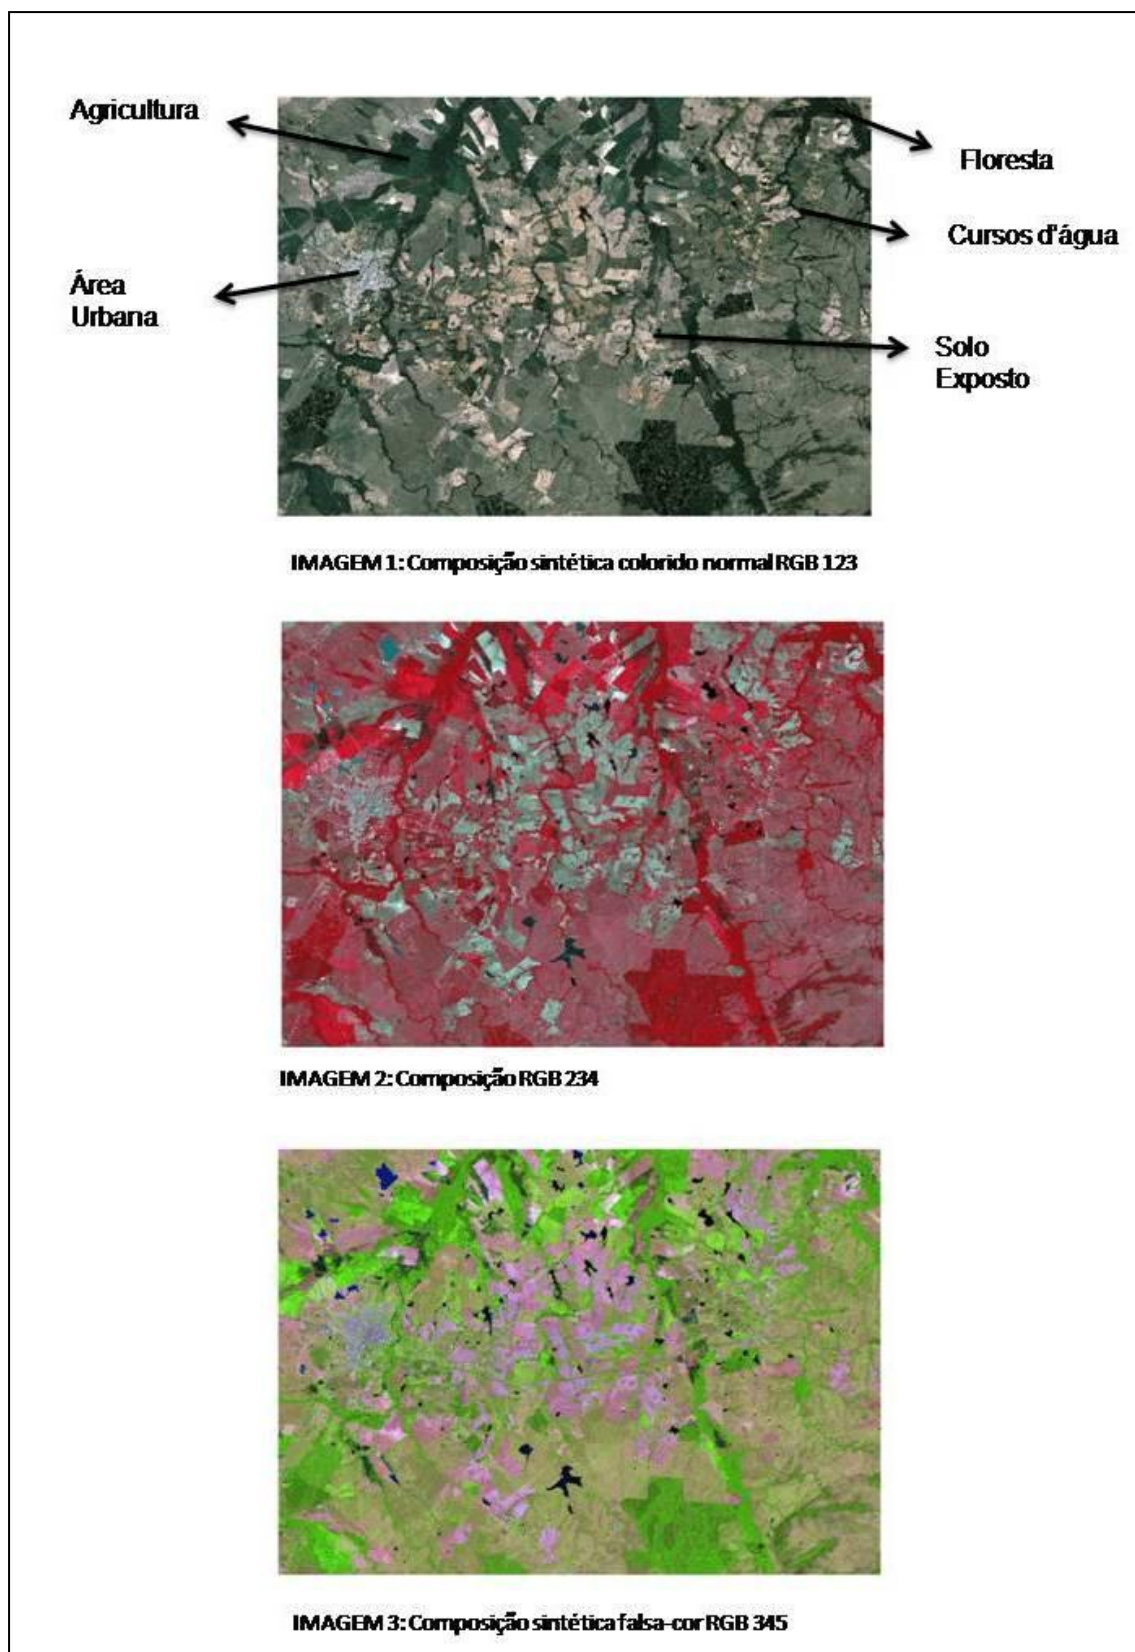 Agricultura
Floresta
Cursos d'água
Área
Urbana
Solo
Exposto
IMAGEM 1: Composição sintética colorido normal RGB 123
IMAGEM 2: Composição RGB 234
IMAGEM 3: Composição sintética falsa-cor RGB 345